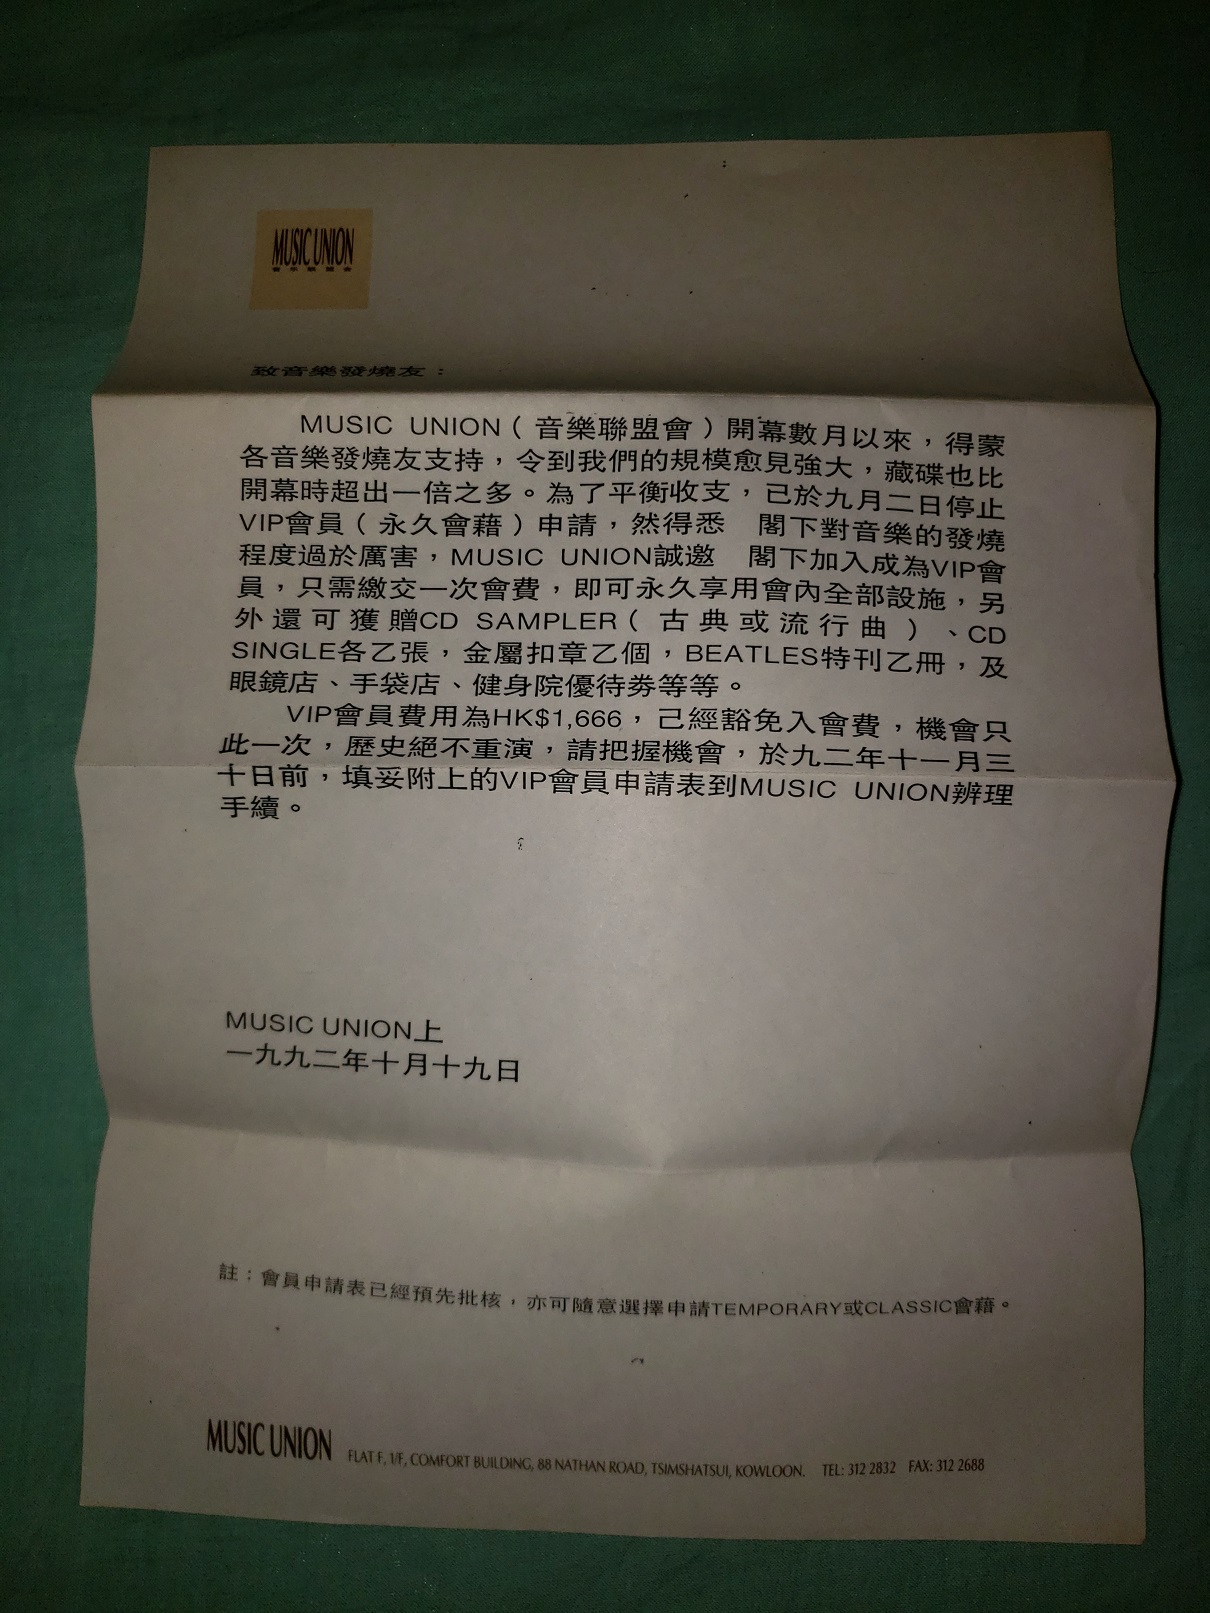 MUSIC UNION
音樂聯盟會
致音樂發燒友：
MUSIC UNION（音樂聯盟會）開幕數月以來，得蒙
各音樂發燒友支持，令到我們的規模愈見強大，藏碟也比
開幕時超出一倍之多。為了平衡收支，已於九月二日停止
VIP會員（永久會藉）申請，然得悉　閣下對音樂的發燒
程度過於厲害，MUSIC UNION誠邀　閣下加入成為VIP會
員，只需繳交一次會費，即可永久享用會內全部設施，另
外還可獲贈CD SAMPLER（古典或流行曲）、CD
SINGLE各乙張，金屬扣章乙個，BEATLES特刊乙冊，及
眼鏡店、手袋店、健身院優待劵等等。
VIP會員費用為HK$1,666，己經豁免入會費，機會只
此一次，歷史絕不重演，請把握機會，於九二年十一月三
十日前，填妥附上的VIP會員申請表到MUSIC UNION辨理
手續。
MUSIC UNION上
一九九二年十月十九日
註：會員申請表已經預先批核，亦可隨意選擇申請TEMPORARY或CLASSIC會藉。
MUSIC UNION FLAT F, 1/F, COMFORT BUILDING, 88 NATHAN ROAD, TSIMSHATSUI, KOWLOON. TEL: 312 2832 FAX: 312 2688